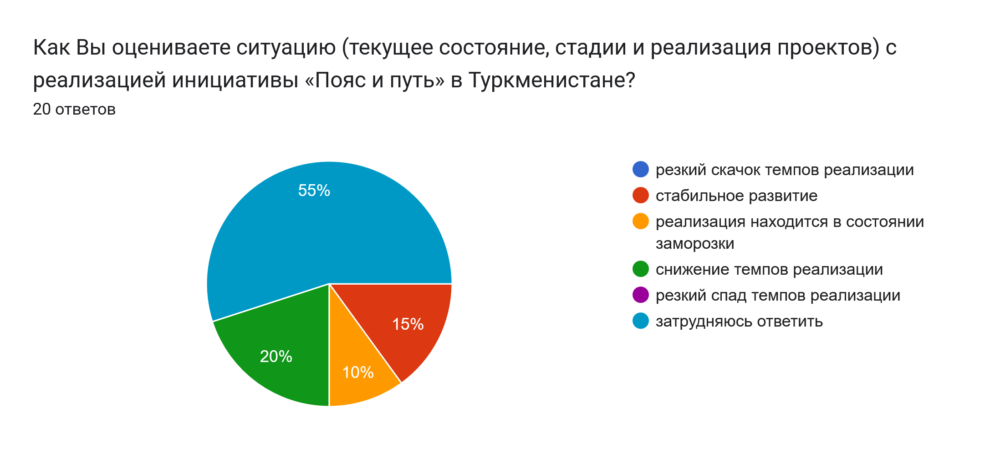 Как Вы оцениваете ситуацию (текущее состояние, стадии и реализация проектов) с
реализацией инициативы «Пояс и путь» в Туркменистане?
20 ответов
55%
15%
20%
10%
резкий скачок темпов реализации
стабильное развитие
реализация находится в состоянии
заморозки
снижение темпов реализации
резкий спад темпов реализации
затрудняюсь ответить